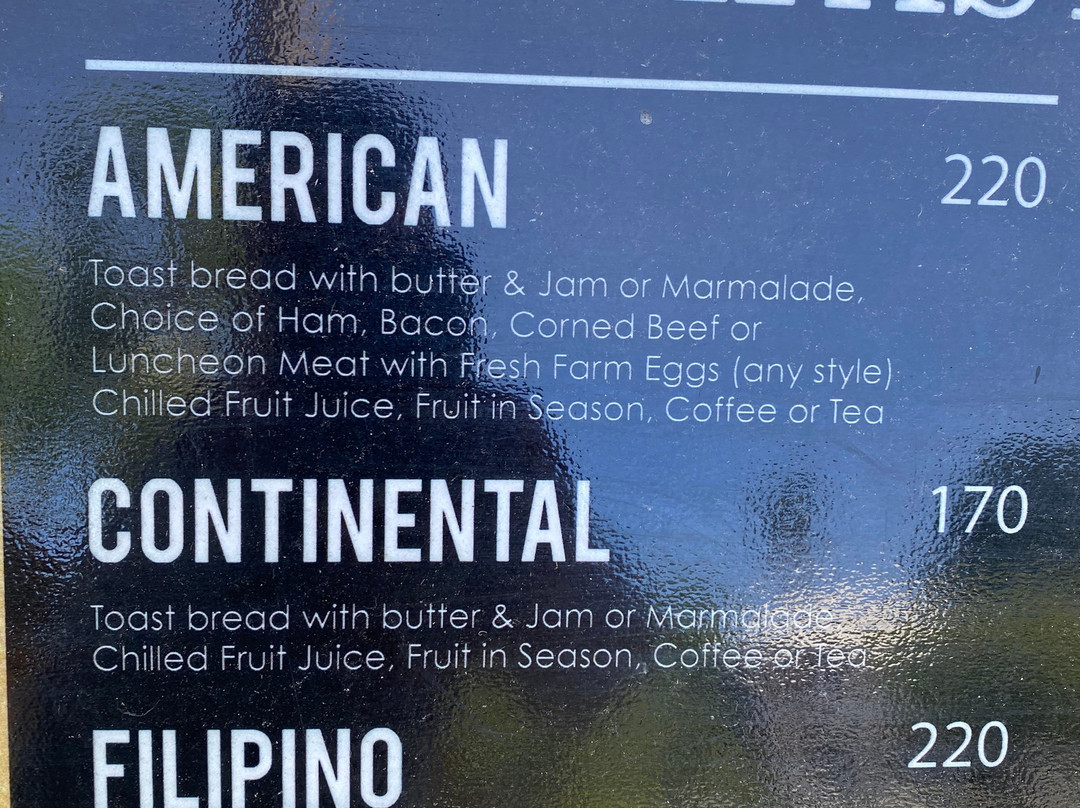 AMERICAN 220
Toast bread with butter & Jam or Marmalade,
Choice of Ham, Bacon, Corned Beef or
Luncheon Meat with Fresh Farm Eggs (any style)
Chilled Fruit Juice, Fruit in Season, Coffee or Tea
CONTINENTAL 170
Toast bread with butter & Jam or Marmalade
Chilled Fruit Juice, Fruit in Season, Coffee or Tea
FILIPINO 220